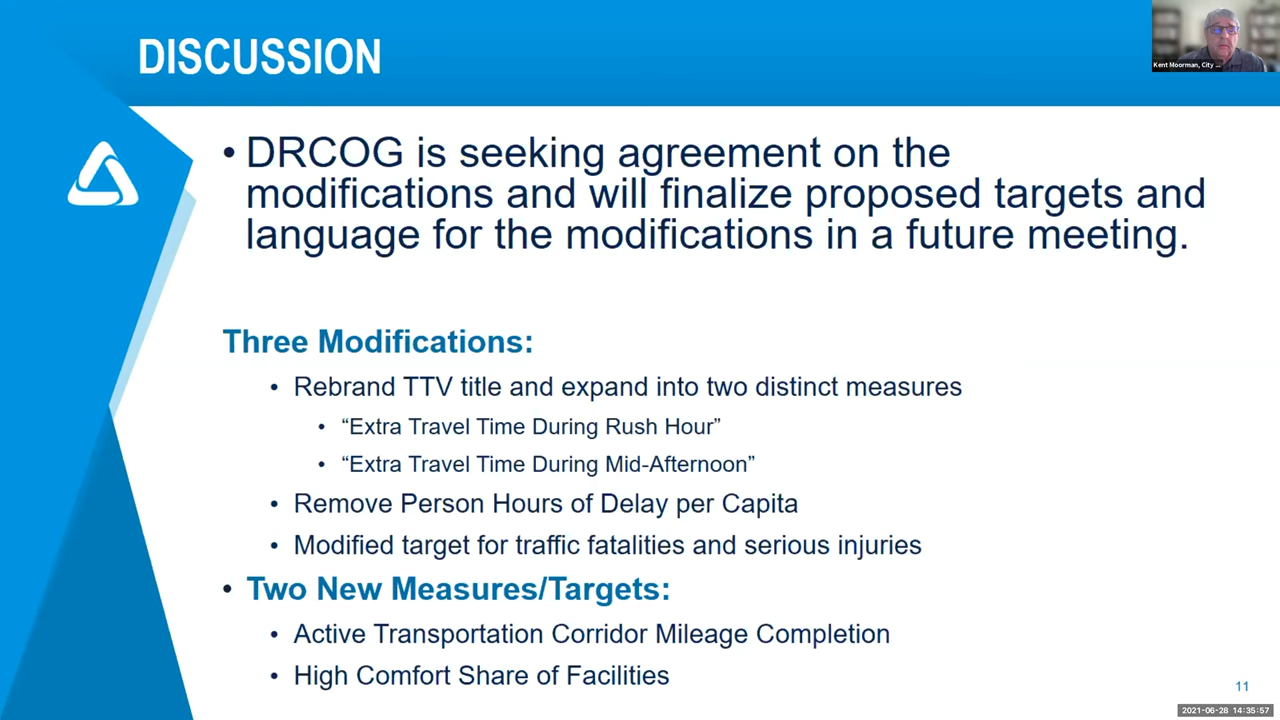 DISCUSSION
Kent Moorman, City ...
• DRCOG is seeking agreement on the
modifications and will finalize proposed targets and
language for the modifications in a future meeting.
Three Modifications:
• Rebrand TTV title and expand into two distinct measures
• “Extra Travel Time During Rush Hour”
• “Extra Travel Time During Mid-Afternoon”
• Remove Person Hours of Delay per Capita
• Modified target for traffic fatalities and serious injuries
• Two New Measures/Targets:
• Active Transportation Corridor Mileage Completion
• High Comfort Share of Facilities
11
2021-06-28 14:35:57